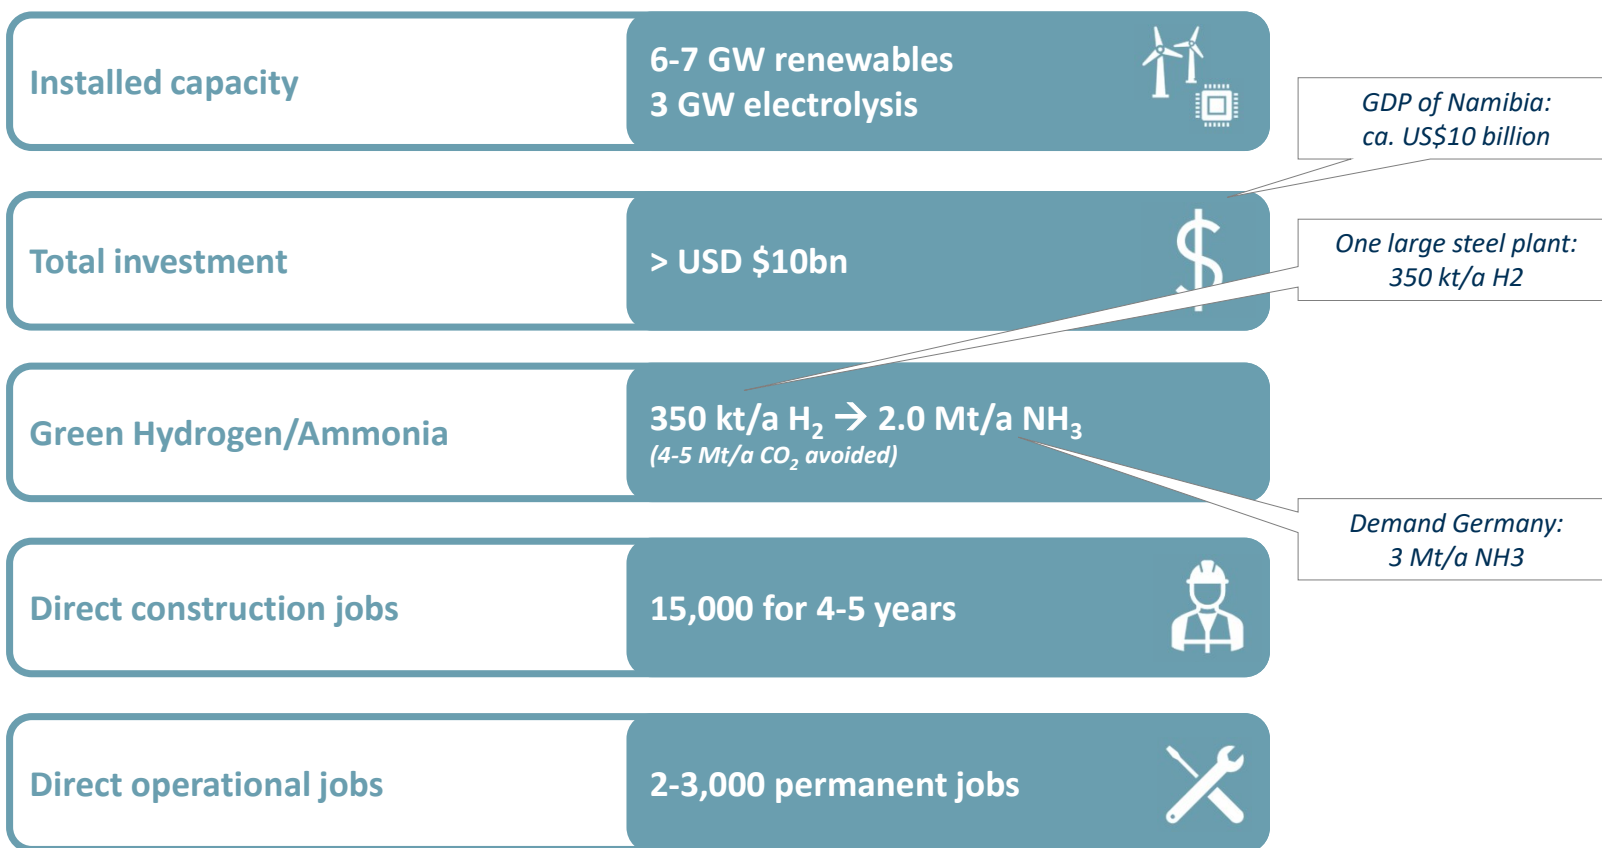 Installed capacity
6-7 GW renewables
3 GW electrolysis
GDP of Namibia:
ca. US$10 billion
Total investment
> USD $10bn
One large steel plant:
350 kt/a H2
Green Hydrogen/Ammonia
350 kt/a H₂ → 2.0 Mt/a NH₃
(4-5 Mt/a CO₂ avoided)
Demand Germany:
3 Mt/a NH3
Direct construction jobs
15,000 for 4-5 years
Direct operational jobs
2-3,000 permanent jobs